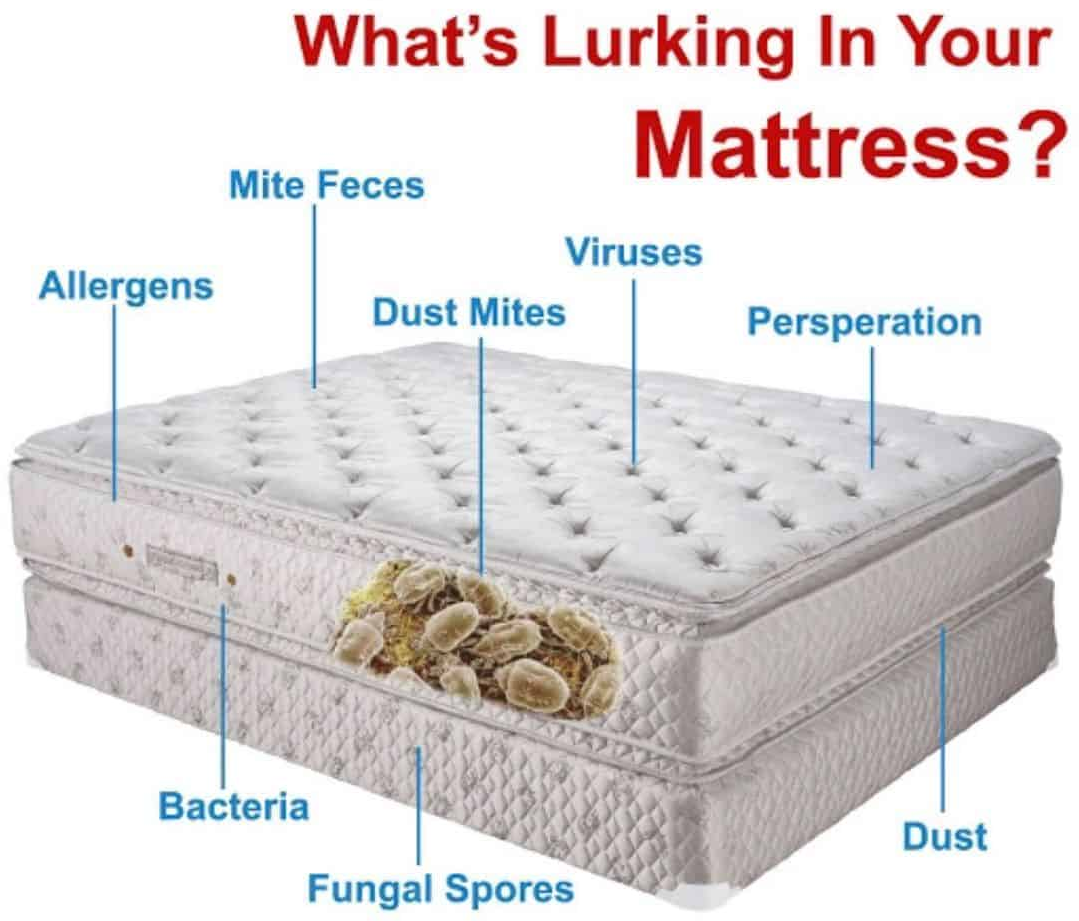 What's Lurking In Your
Mattress?
Mite Feces
Viruses
Allergens
Dust Mites
Persperation
Bacteria
Dust
Fungal Spores